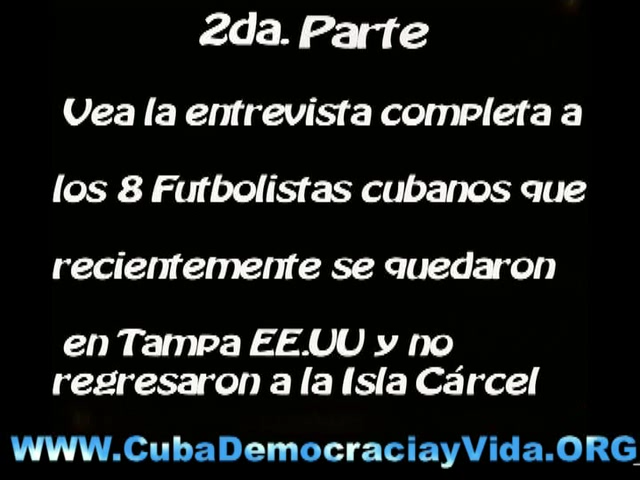 2da. Parte
Vea la entrevista completa a
los 8 Futbolistas cubanos que
recientemente se quedaron
en Tampa EE.UU y no
regresaron a la Isla Cárcel
WWW.CubaDemocraciayVida.ORG_